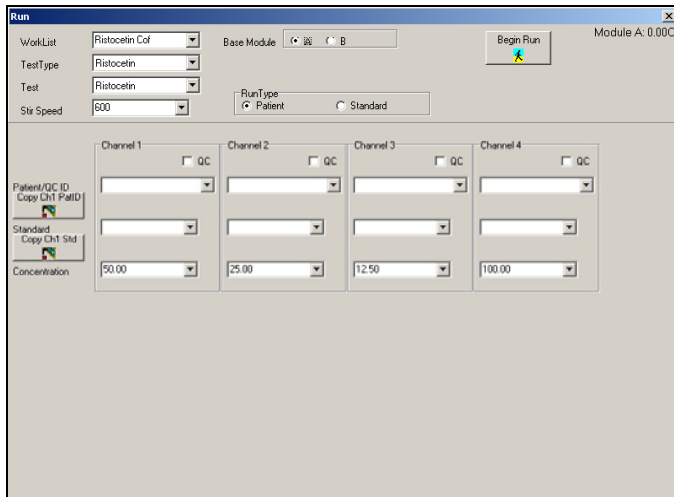 Run
WorkList Ristocetin Cof Base Module A B Begin Run Module A: 0.00C
TestType Ristocetin
Test Ristocetin
Stir Speed 600 RunType Patient Standard
Channel 1 Channel 2 Channel 3 Channel 4
QC QC QC QC
Patient/QC ID
Copy Ch1 PatID
Standard
Copy Ch1 Std
Concentration 50.00 25.00 12.50 100.00